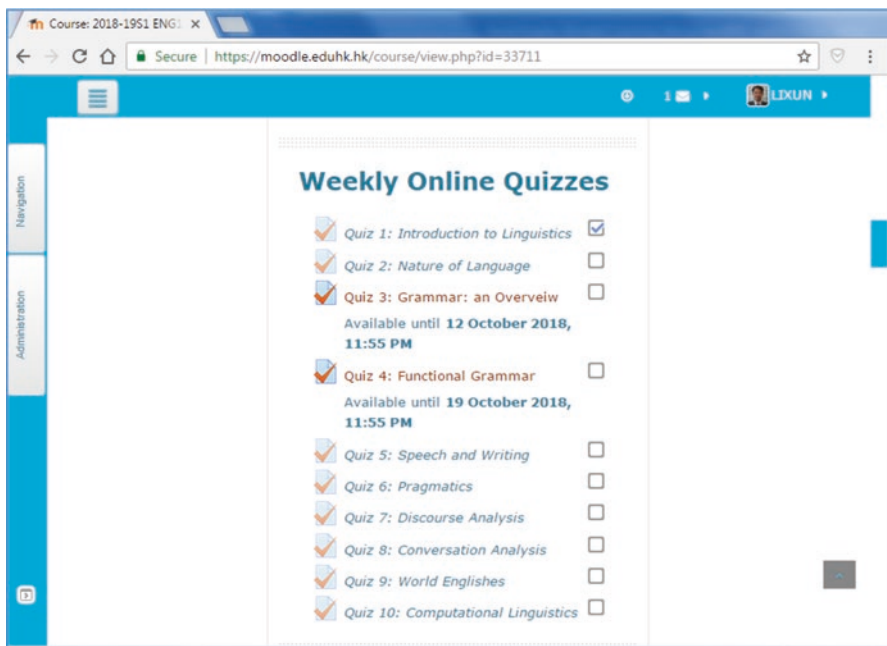 Course: 2018-19S1 ENG1
Secure https://moodle.eduhk.hk/course/view.php?id=33711
1 LIXUN
Navigation
Administration
Weekly Online Quizzes
Quiz 1: Introduction to Linguistics
Quiz 2: Nature of Language
Quiz 3: Grammar: an Overveiw
Available until 12 October 2018,
11:55 PM
Quiz 4: Functional Grammar
Available until 19 October 2018,
11:55 PM
Quiz 5: Speech and Writing
Quiz 6: Pragmatics
Quiz 7: Discourse Analysis
Quiz 8: Conversation Analysis
Quiz 9: World Englishes
Quiz 10: Computational Linguistics